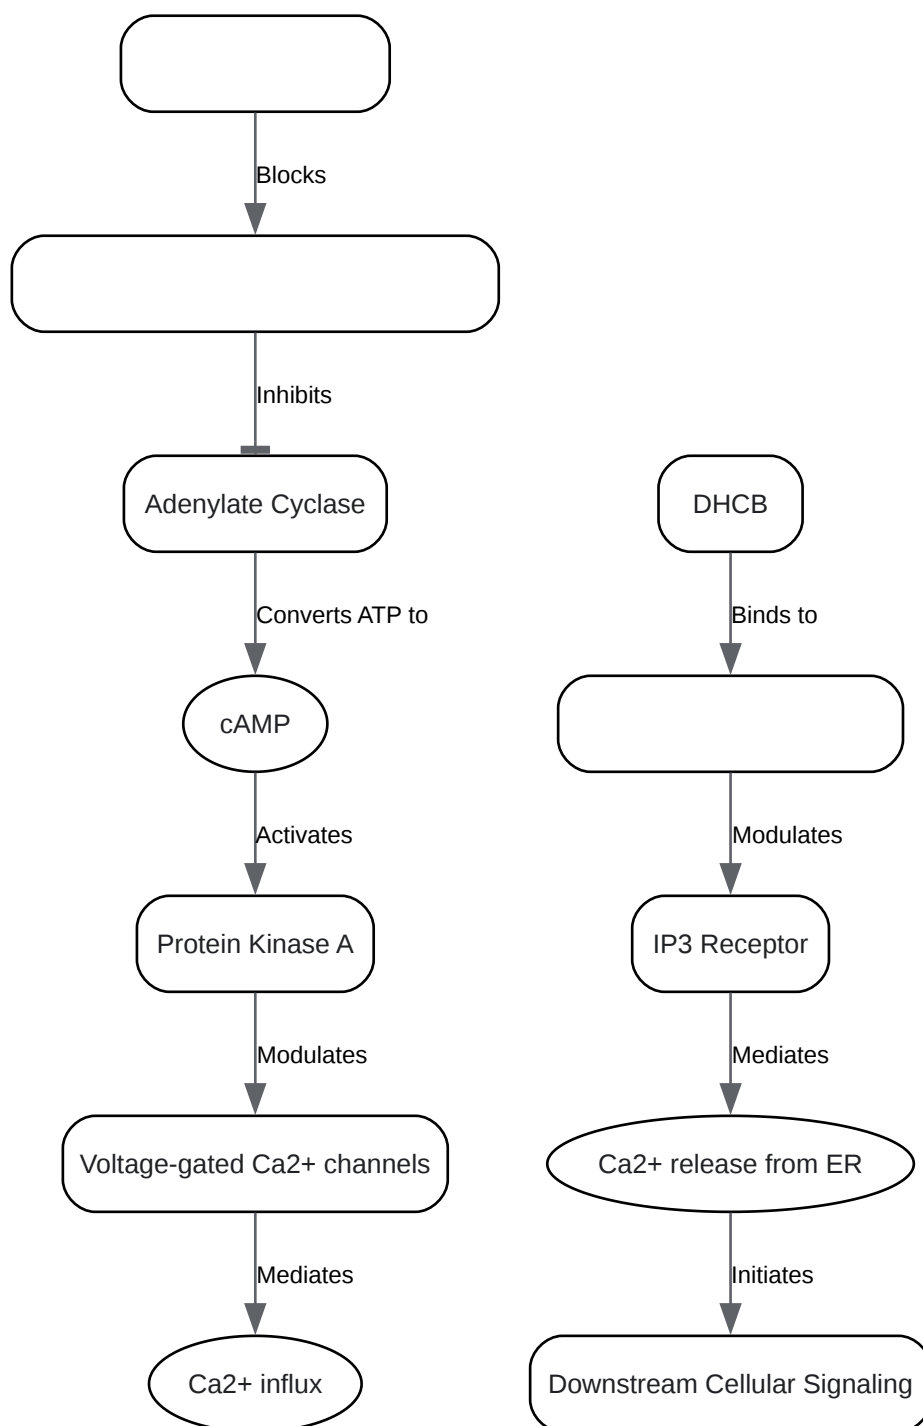 Blocks
Inhibits
Adenylate Cyclase
Converts ATP to
cAMP
Activates
Protein Kinase A
Modulates
Voltage-gated Ca2+ channels
Mediates
Ca2+ influx
DHCB
Binds to
Modulates
IP3 Receptor
Mediates
Ca2+ release from ER
Initiates
Downstream Cellular Signaling